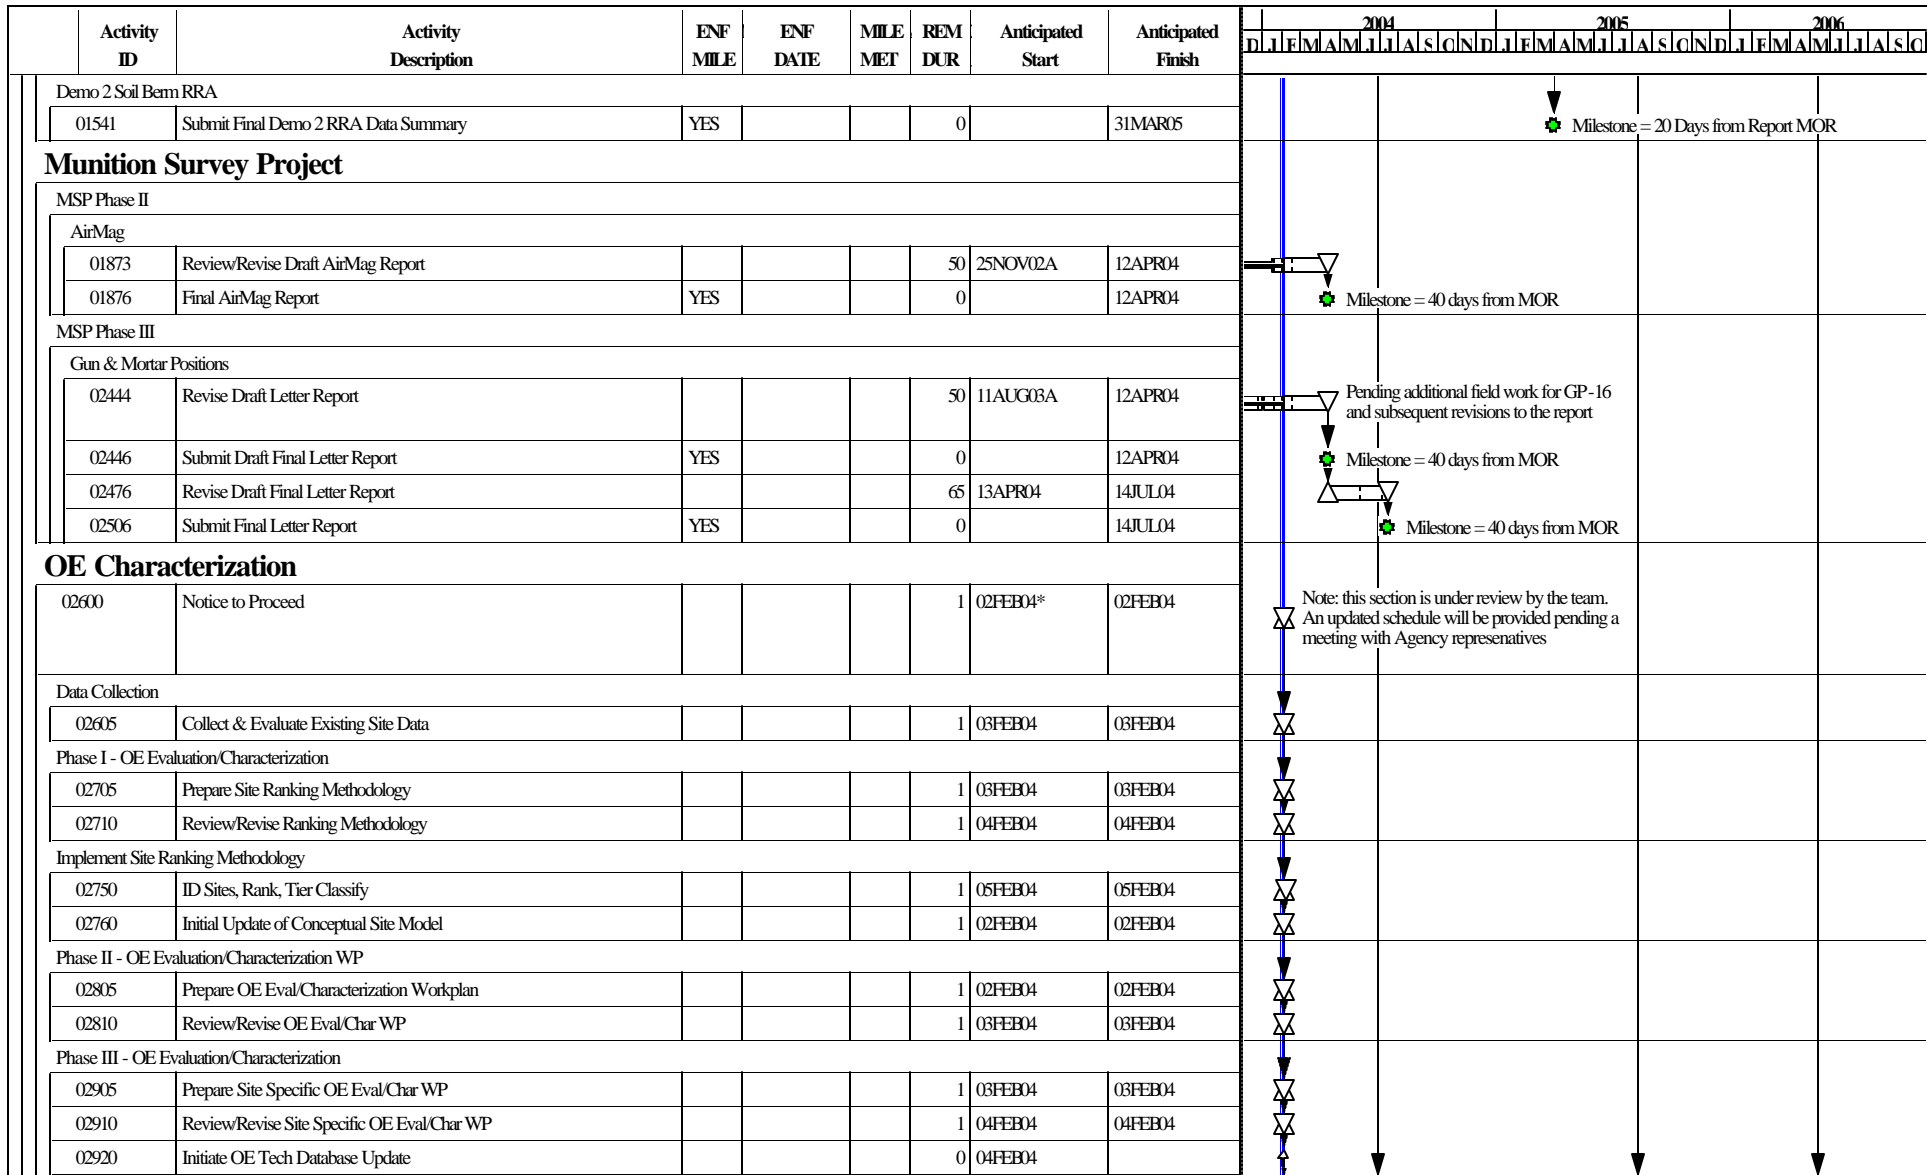 Activity ID Activity Description ENF MILE ENF DATE MILE MET REM DUR Anticipated Start Anticipated Finish
2004 2005 2006
D J F M A M J J A S O N D J F M A M J J A S O N D J F M A M J J A S O
Demo 2 Soil Berm RRA
01541 Submit Final Demo 2 RRA Data Summary YES 0 31MAR05 Milestone = 20 Days from Report MOR
Munition Survey Project
MSP Phase II
AirMag
01873 Review/Revise Draft AirMag Report 50 25NOV02A 12APR04
01876 Final AirMag Report YES 0 12APR04 Milestone = 40 days from MOR
MSP Phase III
Gun & Mortar Positions
02444 Revise Draft Letter Report 50 11AUG03A 12APR04 Pending additional field work for GP-16
and subsequent revisions to the report
02446 Submit Draft Final Letter Report YES 0 12APR04 Milestone = 40 days from MOR
02476 Revise Draft Final Letter Report 65 13APR04 14JUL04
02506 Submit Final Letter Report YES 0 14JUL04 Milestone = 40 days from MOR
OE Characterization
02600 Notice to Proceed 1 02FEB04* 02FEB04 Note: this section is under review by the team.
An updated schedule will be provided pending a
meeting with Agency represenatives
Data Collection
02605 Collect & Evaluate Existing Site Data 1 03FEB04 03FEB04
Phase I - OE Evaluation/Characterization
02705 Prepare Site Ranking Methodology 1 03FEB04 03FEB04
02710 Review/Revise Ranking Methodology 1 04FEB04 04FEB04
Implement Site Ranking Methodology
02750 ID Sites, Rank, Tier Classify 1 05FEB04 05FEB04
02760 Initial Update of Conceptual Site Model 1 02FEB04 02FEB04
Phase II - OE Evaluation/Characterization WP
02805 Prepare OE Eval/Characterization Workplan 1 02FEB04 02FEB04
02810 Review/Revise OE Eval/Char WP 1 03FEB04 03FEB04
Phase III - OE Evaluation/Characterization
02905 Prepare Site Specific OE Eval/Char WP 1 03FEB04 03FEB04
02910 Review/Revise Site Specific OE Eval/Char WP 1 04FEB04 04FEB04
02920 Initiate OE Tech Database Update 0 04FEB04